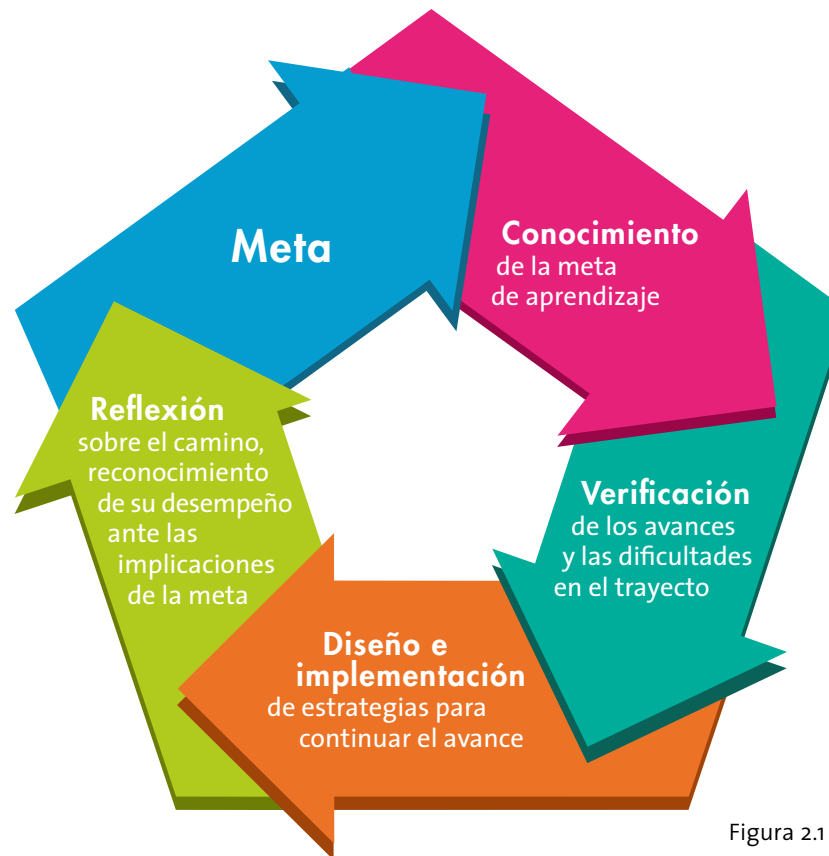 Meta
Conocimiento
de la meta
de aprendizaje
Verificación
de los avances
y las dificultades
en el trayecto
Diseño e
implementación
de estrategias para
continuar el avance
Reflexión
sobre el camino,
reconocimiento
de su desempeño
ante las
implicaciones
de la meta
Figura 2.1